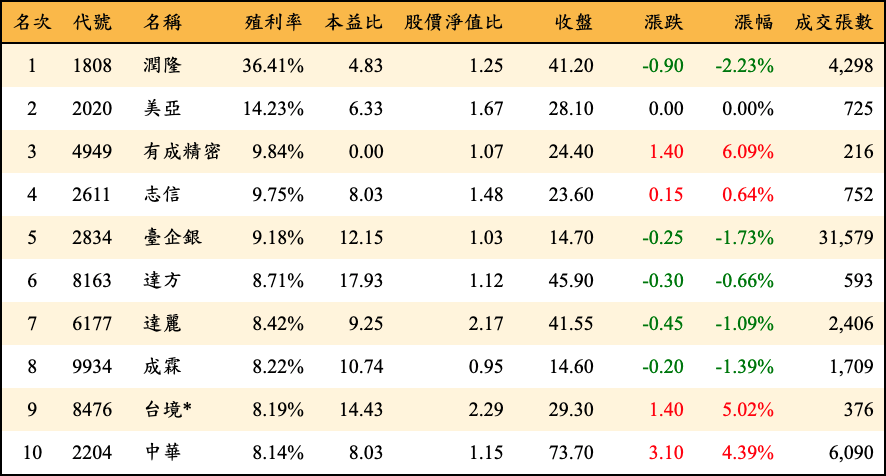 名次 代號 名稱 殖利率 本益比 股價淨值比 收盤 漲跌 漲幅 成交張數
1 1808 潤隆 36.41% 4.83 1.25 41.20 -0.90 -2.23% 4,298
2 2020 美亞 14.23% 6.33 1.67 28.10 0.00 0.00% 725
3 4949 有成精密 9.84% 0.00 1.07 24.40 1.40 6.09% 216
4 2611 志信 9.75% 8.03 1.48 23.60 0.15 0.64% 752
5 2834 臺企銀 9.18% 12.15 1.03 14.70 -0.25 -1.73% 31,579
6 8163 達方 8.71% 17.93 1.12 45.90 -0.30 -0.66% 593
7 6177 達麗 8.42% 9.25 2.17 41.55 -0.45 -1.09% 2,406
8 9934 成霖 8.22% 10.74 0.95 14.60 -0.20 -1.39% 1,709
9 8476 台境* 8.19% 14.43 2.29 29.30 1.40 5.02% 376
10 2204 中華 8.14% 8.03 1.15 73.70 3.10 4.39% 6,090